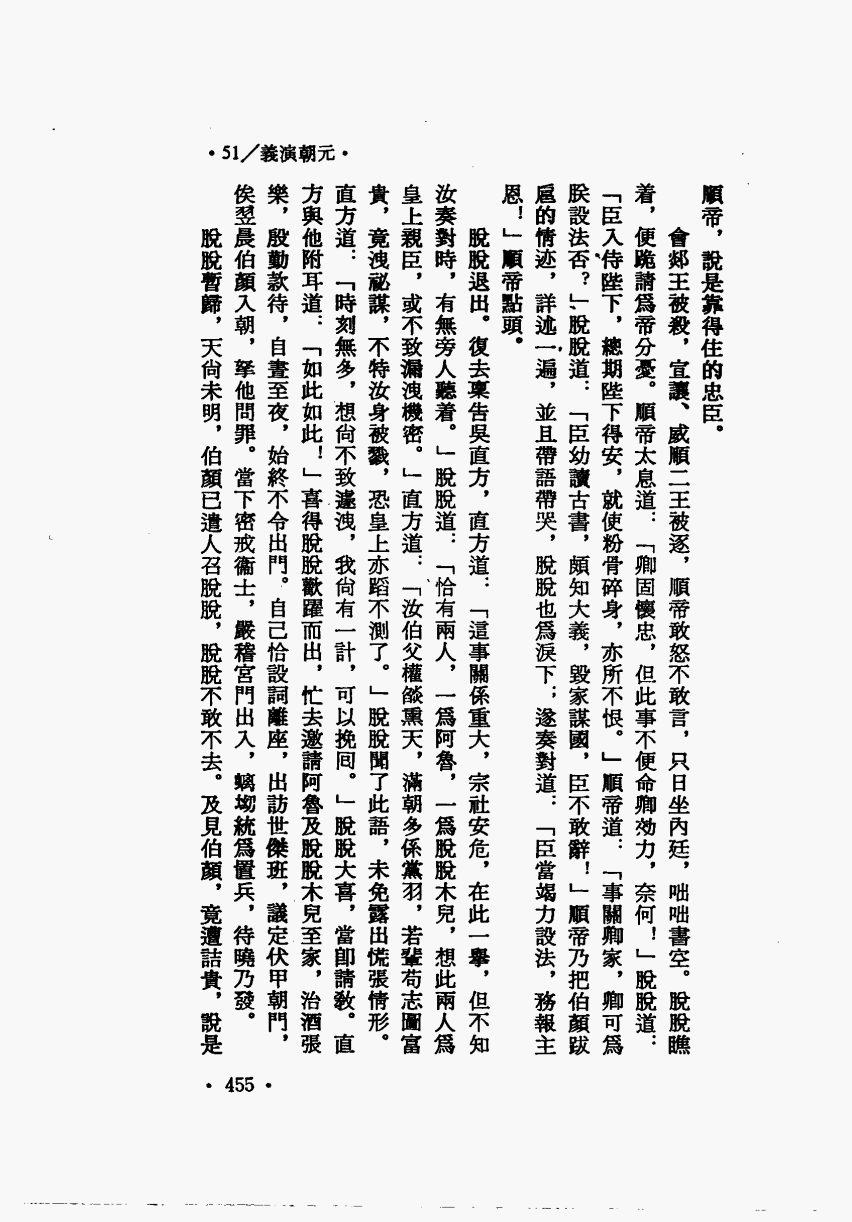 •51/義演朝元•
順帝，說是靠得住的忠臣。
會郯王被殺，宣讓、威順二王被逐，順帝敢怒不敢言，只日坐內廷，咄咄書空。脫脫瞧
着，便跪請爲帝分憂。順帝太息道：「卿固懷忠，但此事不便命卿効力，奈何！」脫脫道：
「臣入侍陛下，總期陛下得安，就使粉骨碎身，亦所不恨。」順帝道：「事關卿家，卿可爲
朕設法否？」脫脫道：「臣幼讀古書，頗知大義，毀家謀國，臣不敢辭！」順帝乃把伯顏跋
扈的情迹，詳述一遍，並且帶語帶哭，脫脫也爲淚下；遂奏對道：「臣當竭力設法，務報主
恩！」順帝點頭。
脫脫退出。復去稟告吳直方，直方道：「這事關係重大，宗社安危，在此一舉，但不知
汝奏對時，有無旁人聽着。」脫脫道：「恰有兩人，一爲阿魯，一爲脫脫木兒，想此兩人爲
皇上親臣，或不致漏洩機密。」直方道：「汝伯父權燄熏天，滿朝多係黨羽，若輩苟志圖富
貴，竟洩祕謀，不特汝身被戮，恐皇上亦蹈不測了。」脫脫聞了此語，未免露出慌張情形。
直方道：「時刻無多，想尙不致遽洩，我尙有一計，可以挽囘。」脫脫大喜，當卽請敎。直
方與他附耳道：「如此如此！」喜得脫脫歡躍而出，忙去邀請阿魯及脫脫木兒至家，治酒張
樂，殷勤款待，自晝至夜，始終不令出門。自己恰設詞離座，出訪世傑班，議定伏甲朝門，
俟翌晨伯顏入朝，拏他問罪。當下密戒衞士，嚴稽宮門出入，螭坳統爲置兵，待曉乃發。
脫脫暫歸，天尙未明，伯顏已遣人召脫脫，脫脫不敢不去。及見伯顏，竟遭詰責，說是
•455•